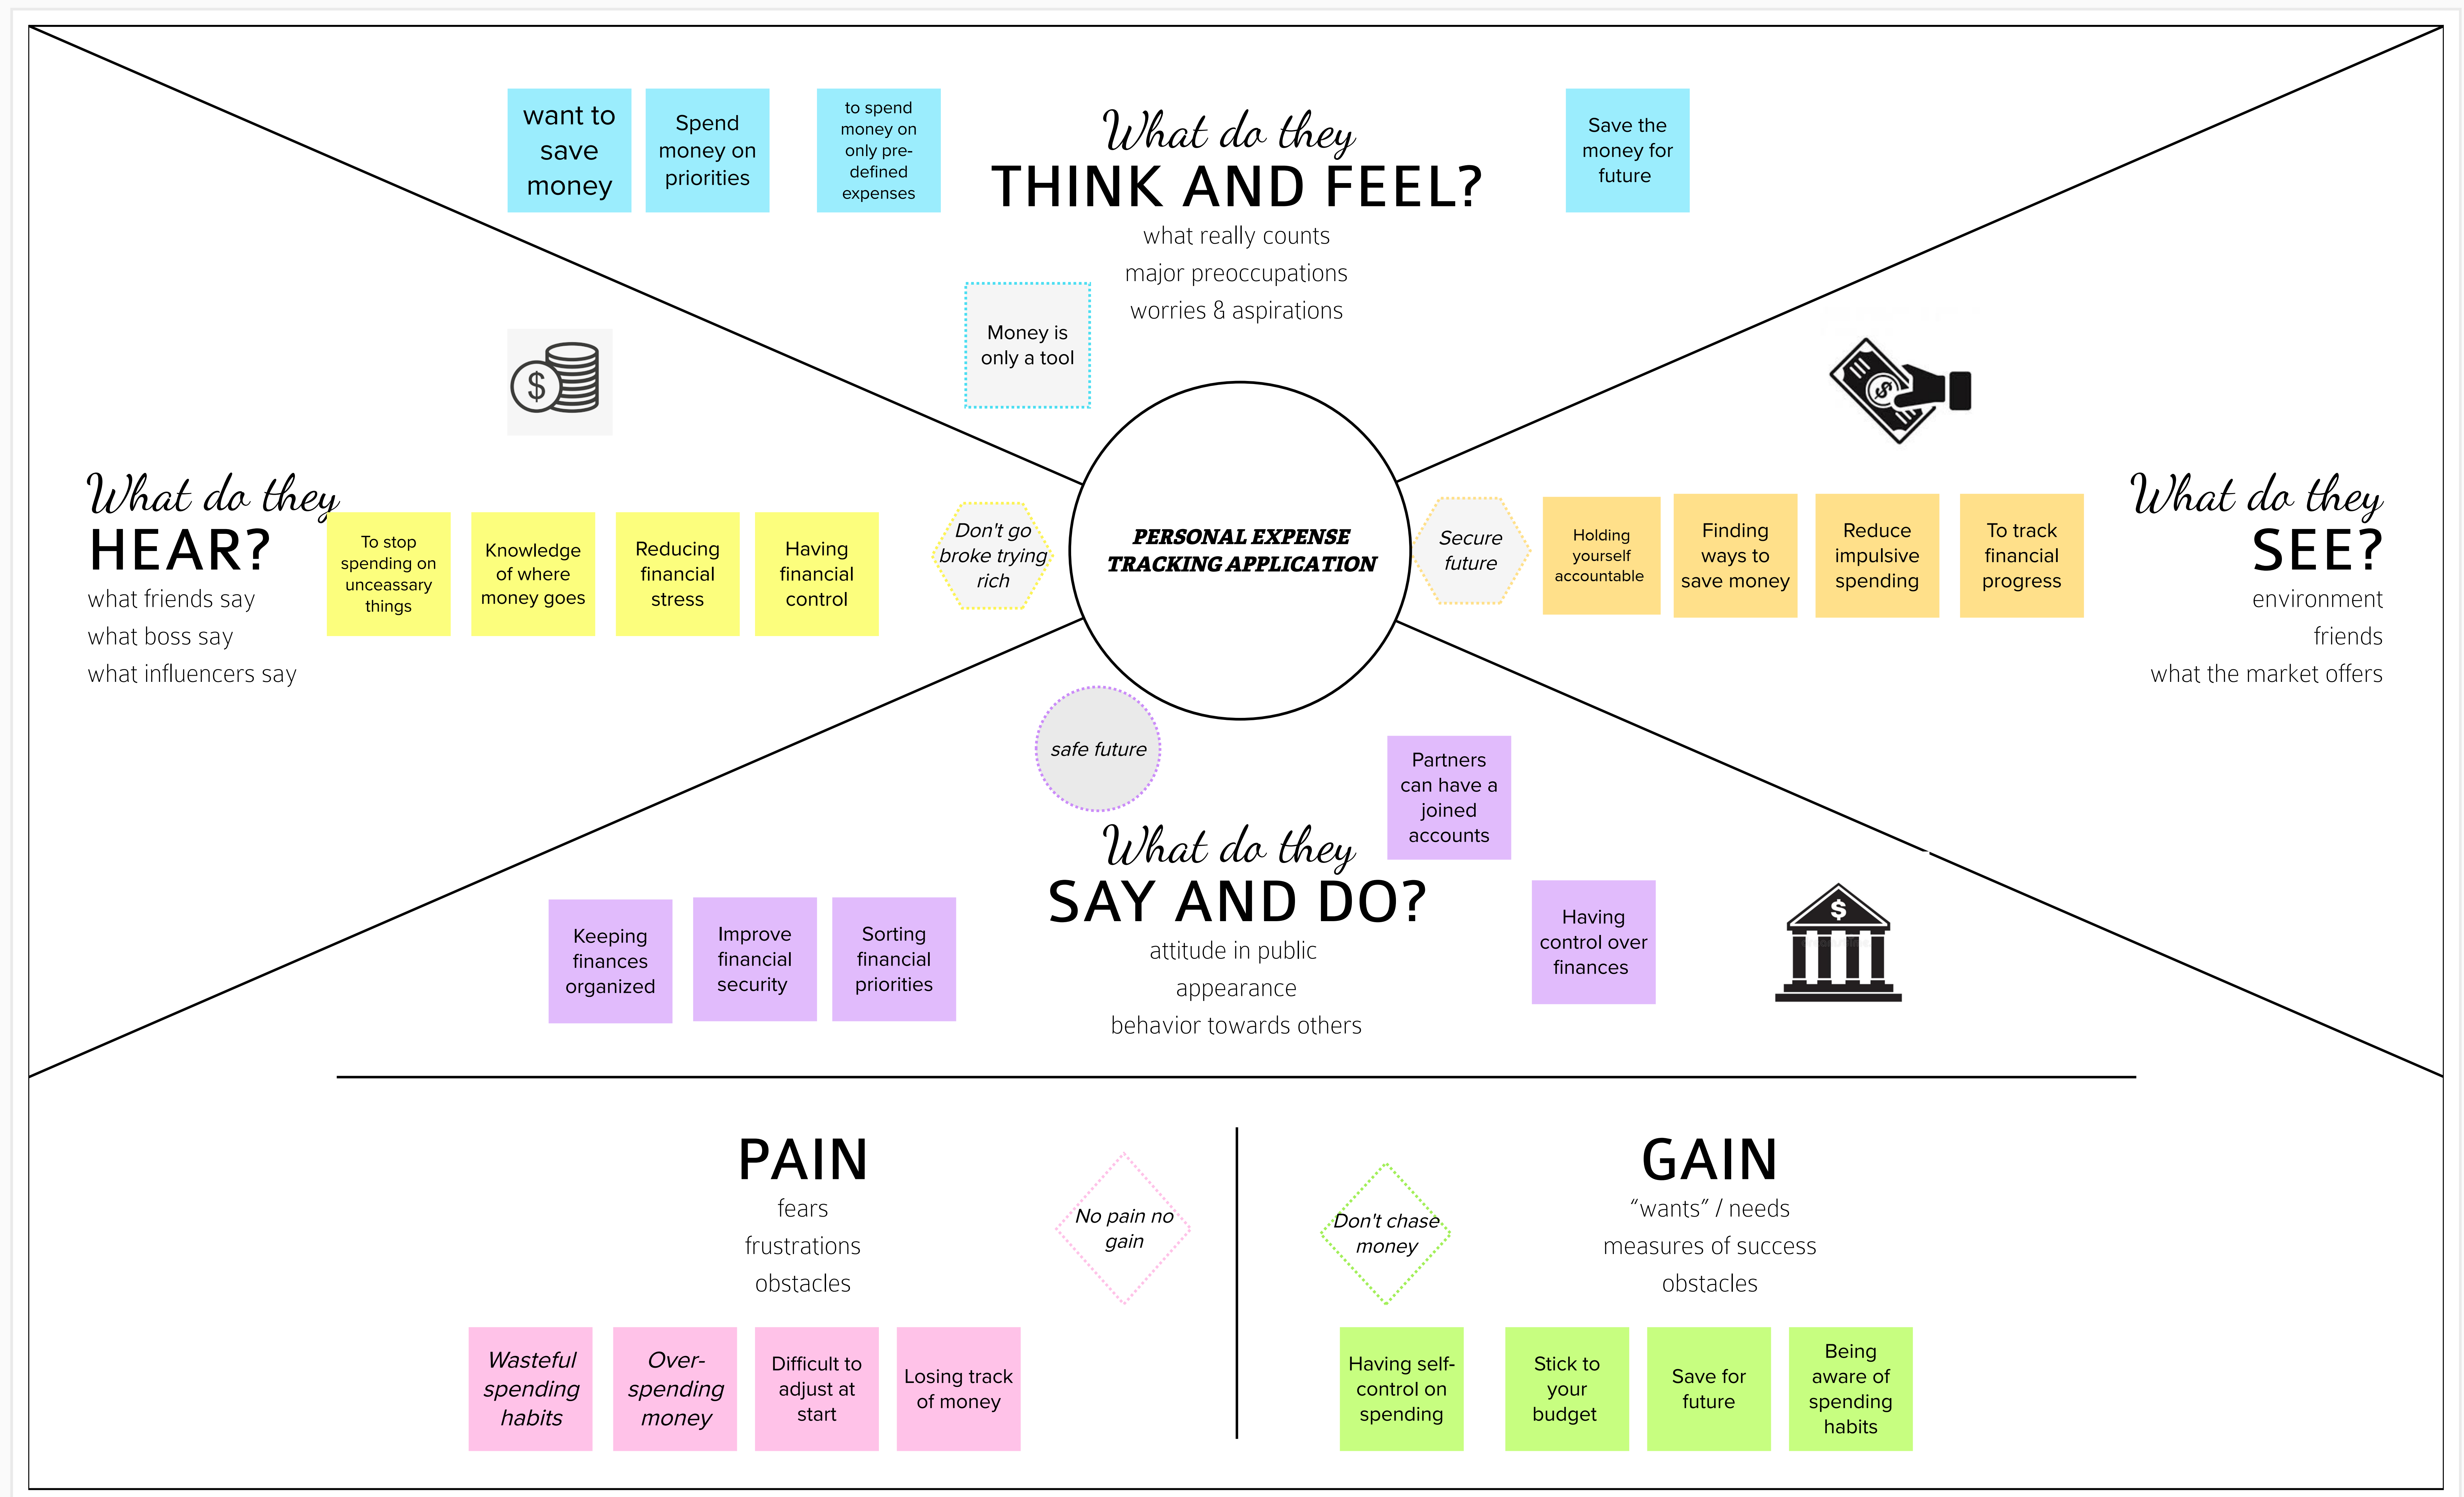 want to
save
money
Spend
money on
priorities
to spend
money on
only pre-
defined
expenses
What do they
THINK AND FEEL?
what really counts
major preoccupations
worries & aspirations
Save the
money for
future
Money is
only a tool
$
$
What do they
HEAR?
what friends say
what boss say
what influencers say
To stop
spending on
unceassary
things
Knowledge
of where
money goes
Reducing
financial
stress
Having
financial
control
Don't go
broke trying
rich
PERSONAL EXPENSE
TRACKING APPLICATION
Secure
future
Holding
yourself
accountable
Finding
ways to
save money
Reduce
impulsive
spending
To track
financial
progress
What do they
SEE?
environment
friends
what the market offers
safe future
Partners
can have a
joined
accounts
What do they
SAY AND DO?
attitude in public
appearance
behavior towards others
Keeping
finances
organized
Improve
financial
security
Sorting
financial
priorities
Having
control over
finances
$
PAIN
fears
frustrations
obstacles
No pain no
gain
Wasteful
spending
habits
Over-
spending
money
Difficult to
adjust at
start
Losing track
of money
GAIN
“wants” / needs
measures of success
obstacles
Don't chase
money
Having self-
control on
spending
Stick to
your
budget
Save for
future
Being
aware of
spending
habits